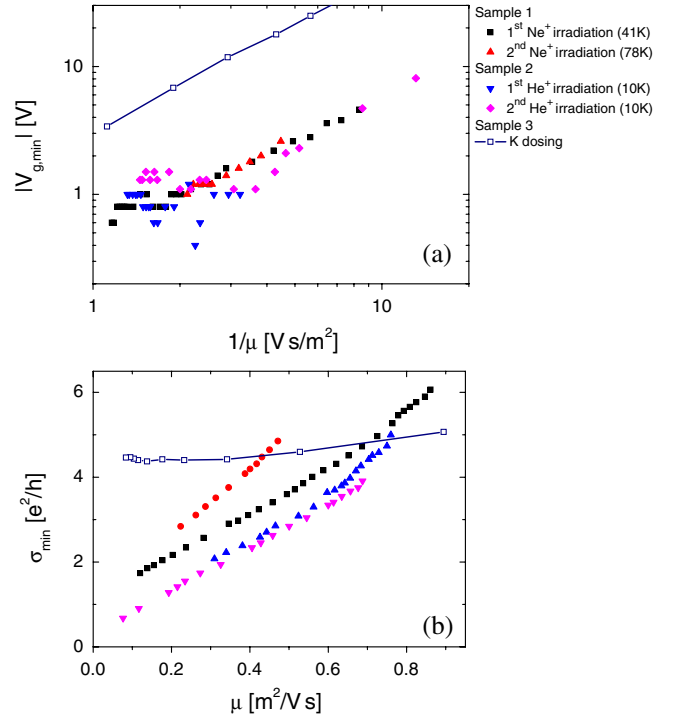 Sample 1
1st Ne+ irradiation (41K)
2nd Ne+ irradiation (78K)
Sample 2
1st He+ irradiation (10K)
2nd He+ irradiation (10K)
Sample 3
K dosing
10
1
|Vg,min| [V]
(a)
1
10
1/μ [V s/m²]
6
4
2
0
σmin [e²/h]
(b)
0.0 0.2 0.4 0.6 0.8
μ [m²/V s]